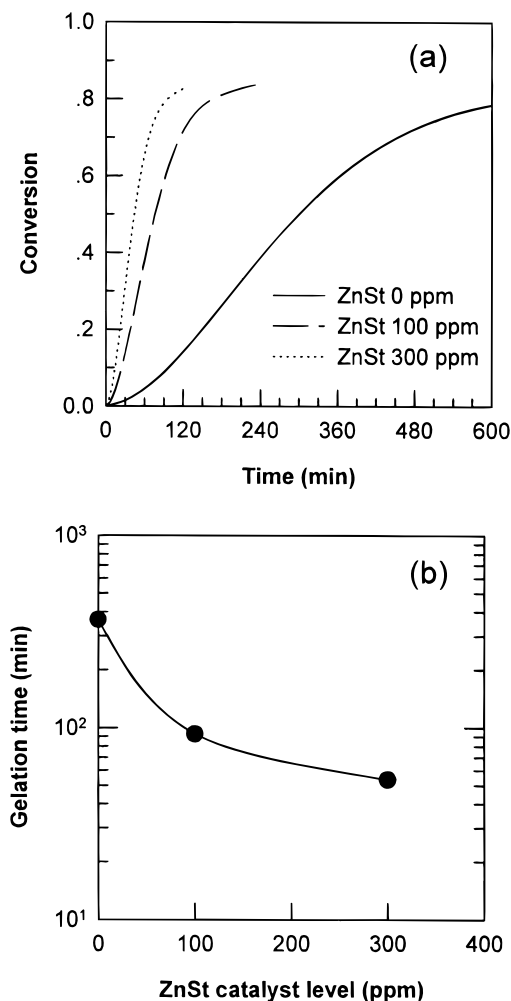 (a)
1.0
.8
.6
.4
.2
0.0
Conversion
ZnSt 0 ppm
ZnSt 100 ppm
ZnSt 300 ppm
0 120 240 360 480 600
Time (min)
(b)
10³
10²
10¹
Gelation time (min)
0 100 200 300 400
ZnSt catalyst level (ppm)